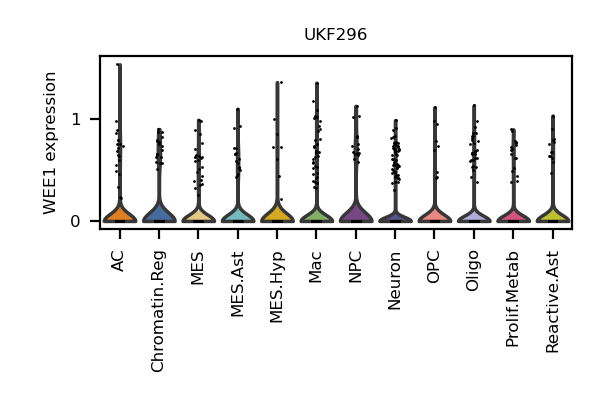 UKF296
WEE1 expression
1
0
AC
Chromatin.Reg
MES
MES.Ast
MES.Hyp
Mac
NPC
Neuron
OPC
Oligo
Prolif.Metab
Reactive.Ast